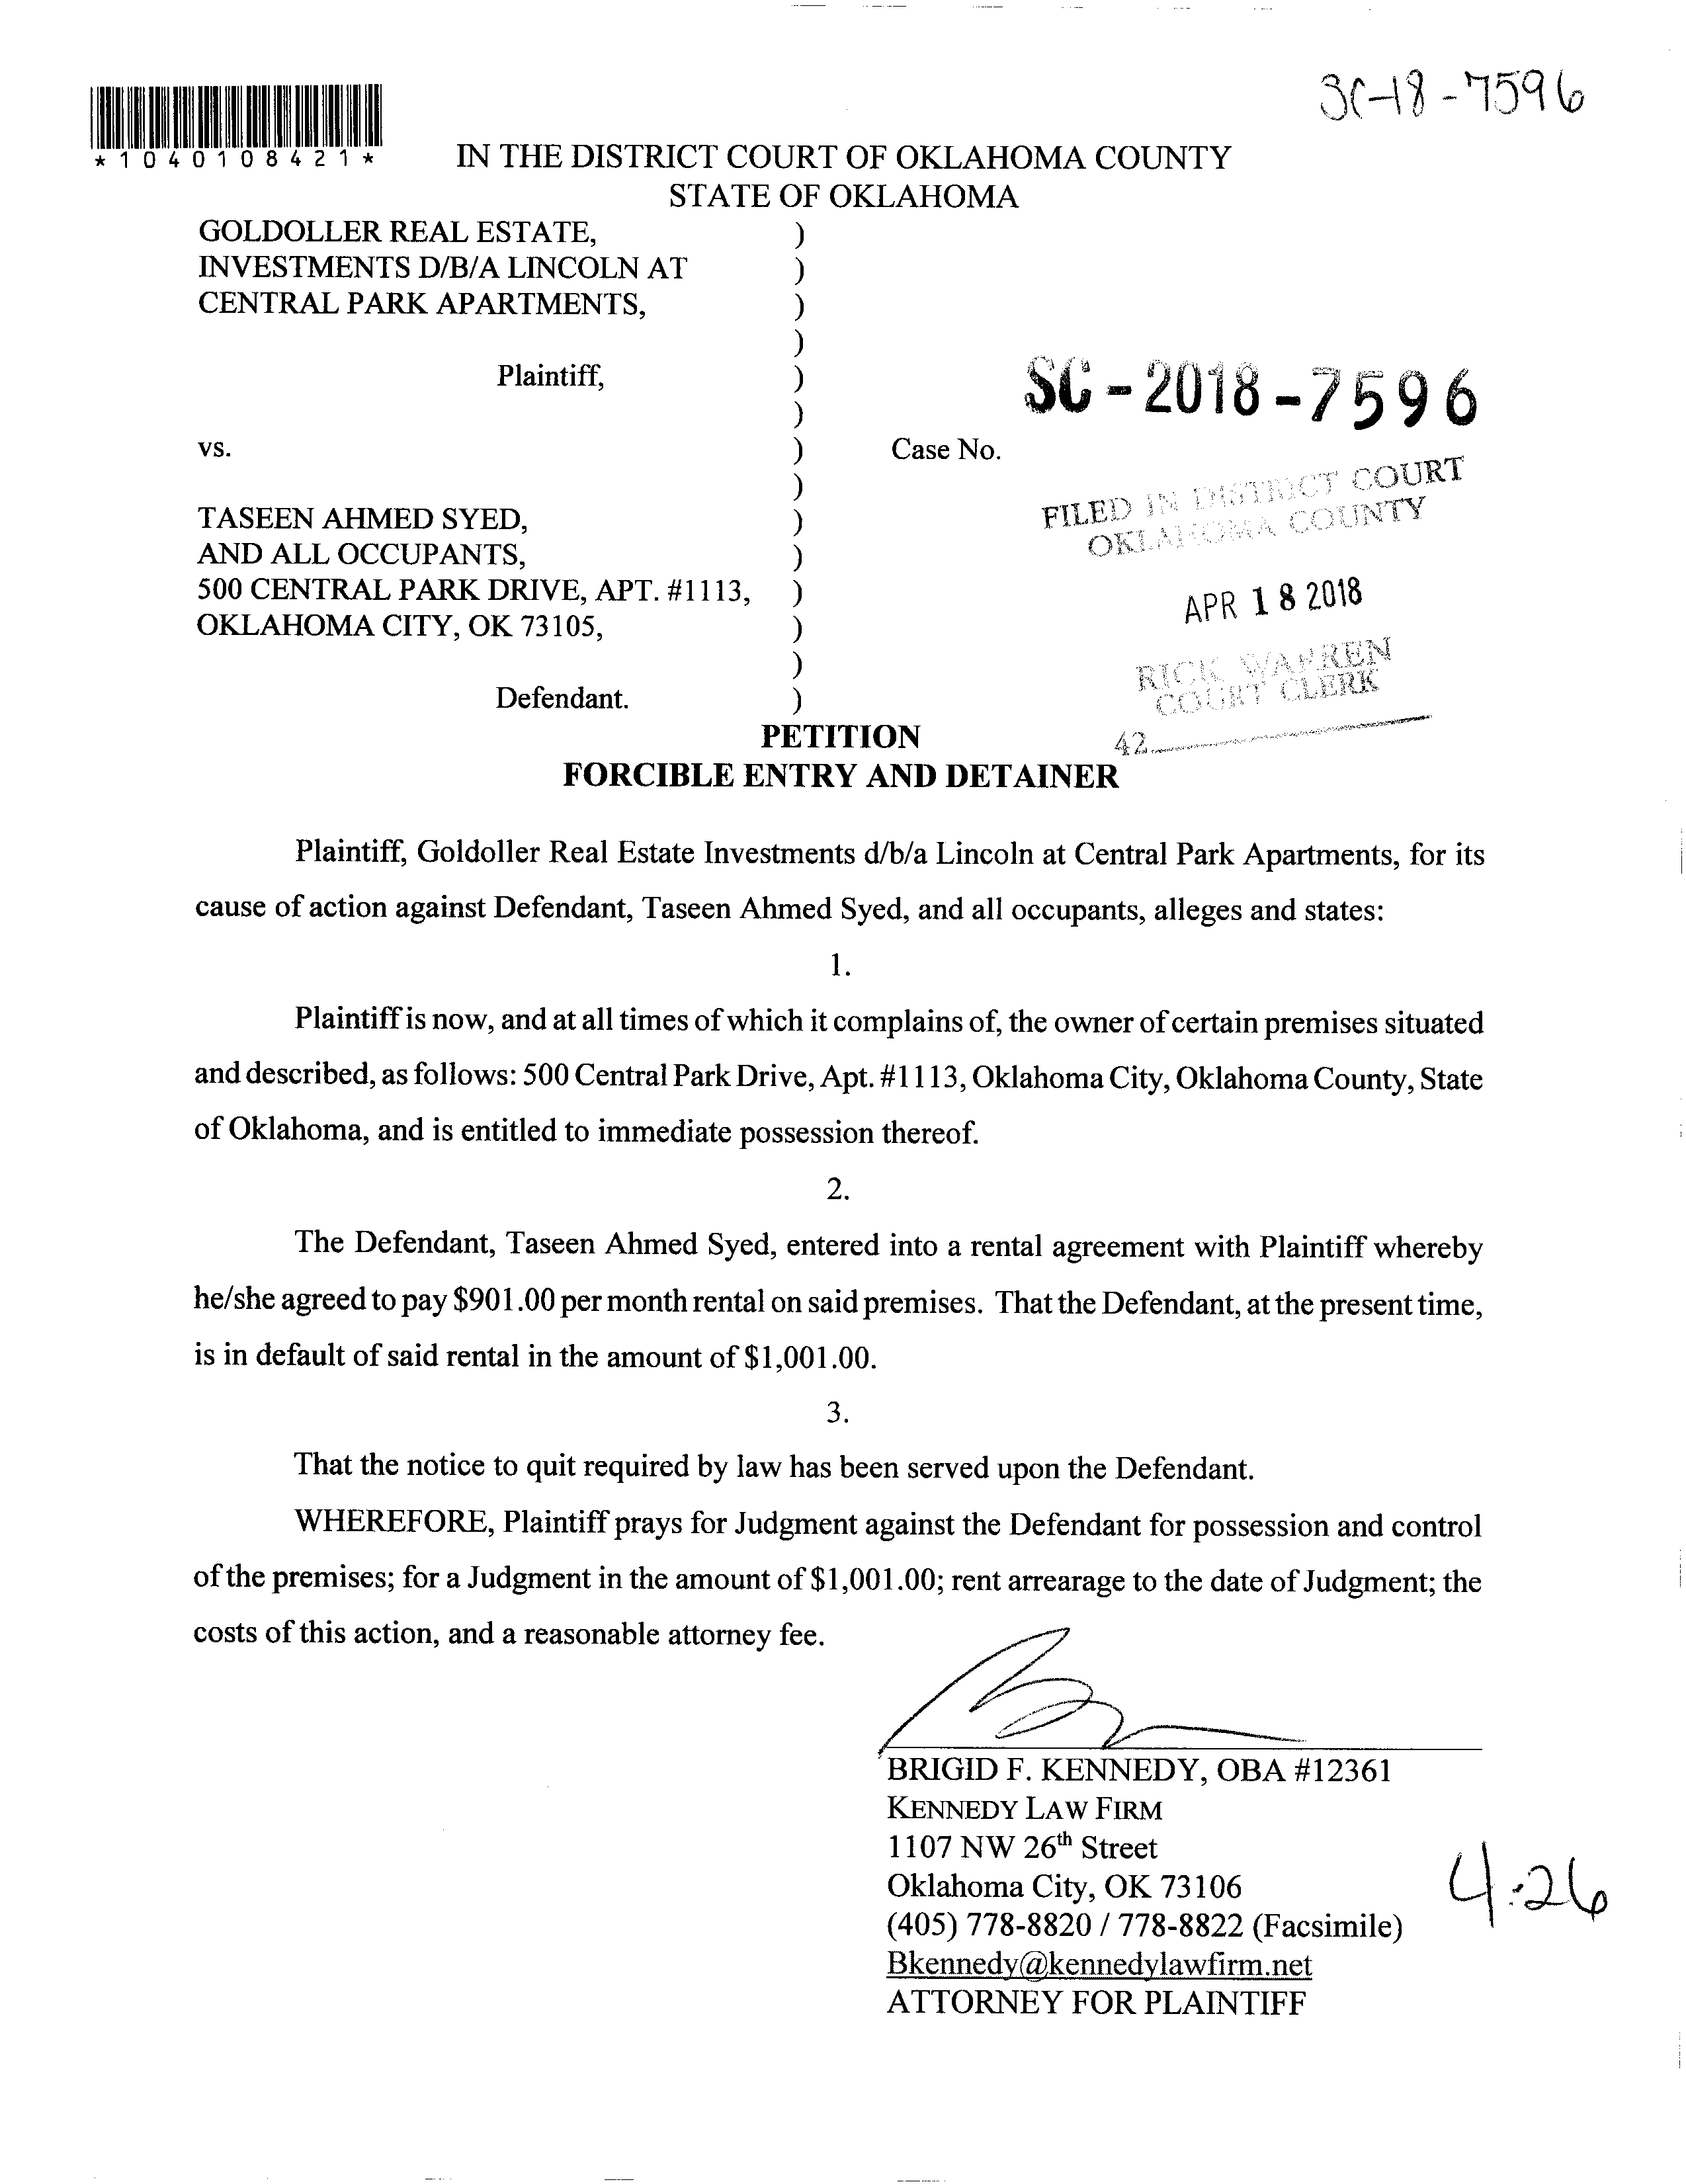 SC-18-7596
*1040108421*
IN THE DISTRICT COURT OF OKLAHOMA COUNTY
STATE OF OKLAHOMA
GOLDOLLER REAL ESTATE, )
INVESTMENTS D/B/A LINCOLN AT )
CENTRAL PARK APARTMENTS, )
)
Plaintiff, )
SC-2018-7596
)
vs. ) Case No.
)
TASEEN AHMED SYED, )
AND ALL OCCUPANTS, )
500 CENTRAL PARK DRIVE, APT. #1113, )
OKLAHOMA CITY, OK 73105, )
)
Defendant. )
FILED IN DISTRICT COURT
OKLAHOMA COUNTY
APR 18 2018
RICK WARREN
COURT CLERK
42
PETITION
FORCIBLE ENTRY AND DETAINER
Plaintiff, Goldoller Real Estate Investments d/b/a Lincoln at Central Park Apartments, for its
cause of action against Defendant, Taseen Ahmed Syed, and all occupants, alleges and states:
1.
Plaintiff is now, and at all times of which it complains of, the owner of certain premises situated
and described, as follows: 500 Central Park Drive, Apt. #1113, Oklahoma City, Oklahoma County, State
of Oklahoma, and is entitled to immediate possession thereof.
2.
The Defendant, Taseen Ahmed Syed, entered into a rental agreement with Plaintiff whereby
he/she agreed to pay $901.00 per month rental on said premises. That the Defendant, at the present time,
is in default of said rental in the amount of $1,001.00.
3.
That the notice to quit required by law has been served upon the Defendant.
WHEREFORE, Plaintiff prays for Judgment against the Defendant for possession and control
of the premises; for a Judgment in the amount of $1,001.00; rent arrearage to the date of Judgment; the
costs of this action, and a reasonable attorney fee.
BRIGID F. KENNEDY, OBA #12361
KENNEDY LAW FIRM
1107 NW 26th Street
Oklahoma City, OK 73106
(405) 778-8820 / 778-8822 (Facsimile)
Bkennedy@kennedylawfirm.net
ATTORNEY FOR PLAINTIFF
4:26